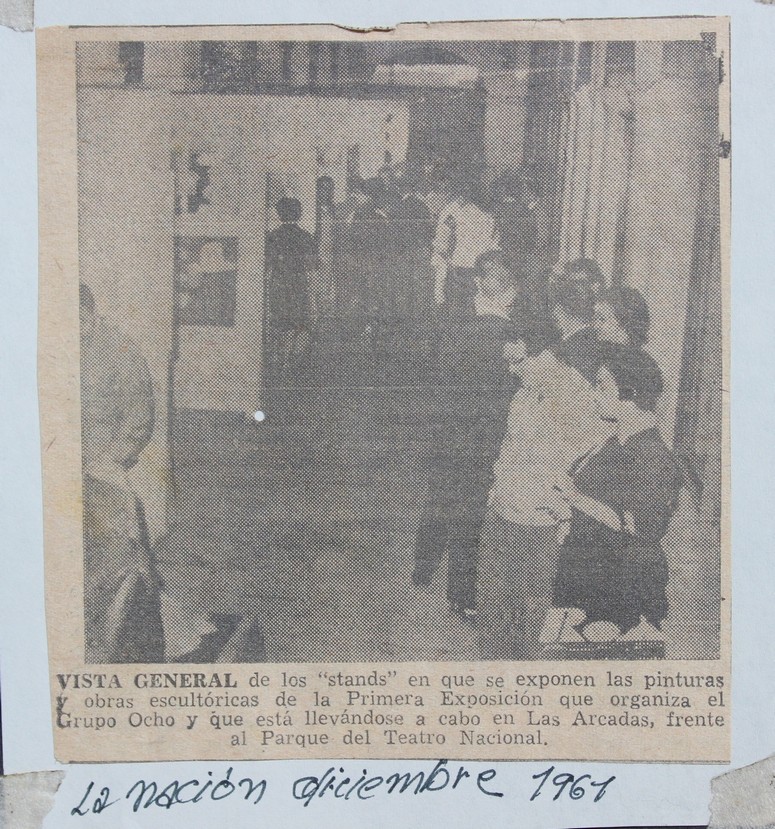 VISTA GENERAL de los "stands" en que se exponen las pinturas
y obras escultóricas de la Primera Exposición que organiza el
Grupo Ocho y que está llevándose a cabo en Las Arcadas, frente
al Parque del Teatro Nacional.
La nación diciembre 1961